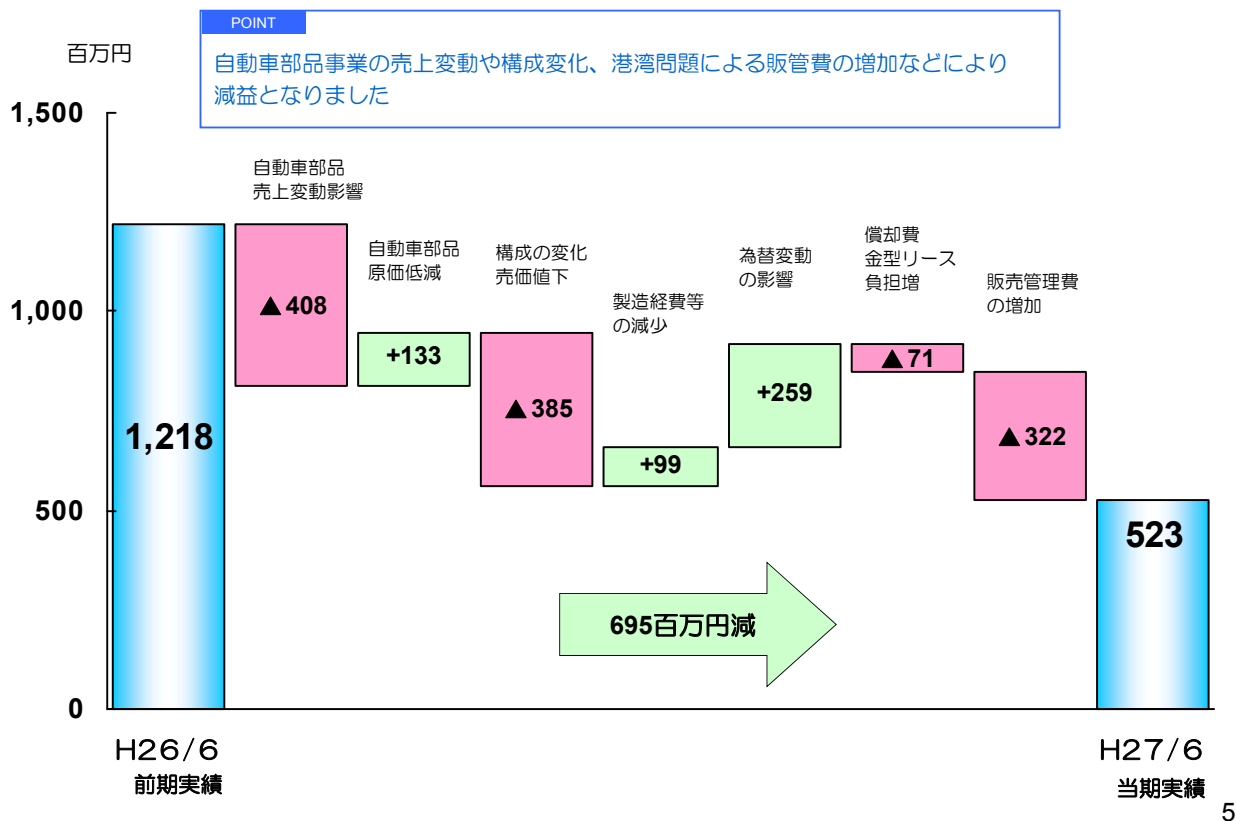 POINT
自動車部品事業の売上変動や構成変化、港湾問題による販管費の増加などにより
減益となりました
百万円
1,500
1,000
500
0
1,218
自動車部品
売上変動影響
▲ 408
自動車部品
原価低減
+133
構成の変化
売価値下
▲ 385
製造経費等
の減少
+99
為替変動
の影響
+259
償却費
金型リース
負担増
▲ 71
販売管理費
の増加
▲ 322
523
695百万円減
H26/6
前期実績
H27/6
当期実績
5